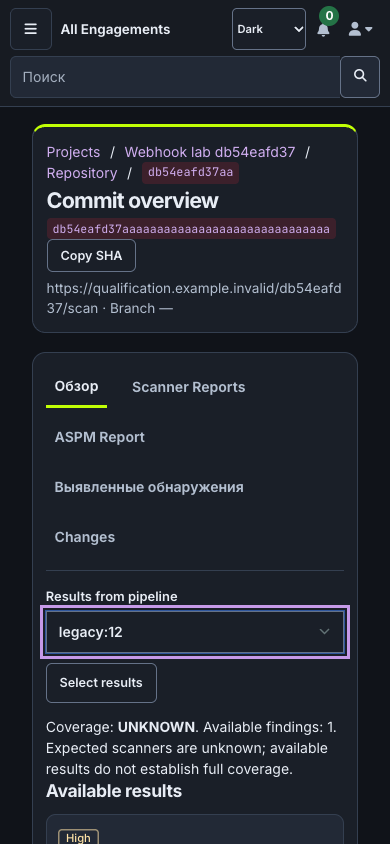 All Engagements
Dark
0
Поиск
Projects / Webhook lab db54eafd37 /
Repository / db54eafd37aa
Commit overview
db54eafd37aaaaaaaaaaaaaaaaaaaaaaaaaaaaaa
Copy SHA
https://qualification.example.invalid/db54eafd
37/scan · Branch —
Обзор
Scanner Reports
ASPM Report
Выявленные обнаружения
Changes
Results from pipeline
legacy:12
Select results
Coverage: UNKNOWN. Available findings: 1.
Expected scanners are unknown; available
results do not establish full coverage.
Available results
High